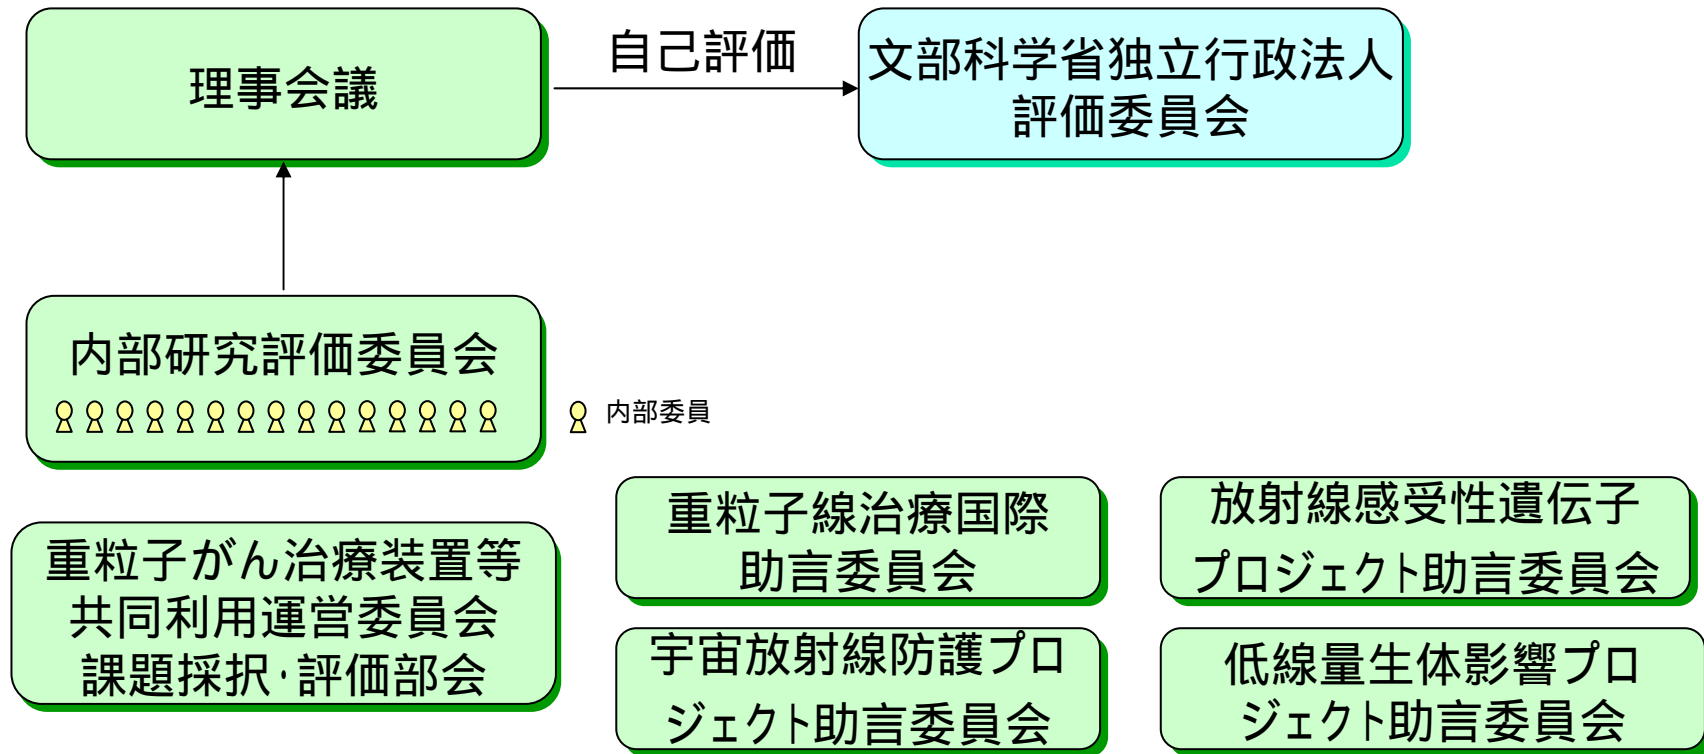 理事会議
自己評価
文部科学省独立行政法人
評価委員会
内部研究評価委員会
内部委員
重粒子がん治療装置等
共同利用運営委員会
課題採択・評価部会
重粒子線治療国際
助言委員会
放射線感受性遺伝子
プロジェクト助言委員会
宇宙放射線防護プロ
ジェクト助言委員会
低線量生体影響プロ
ジェクト助言委員会